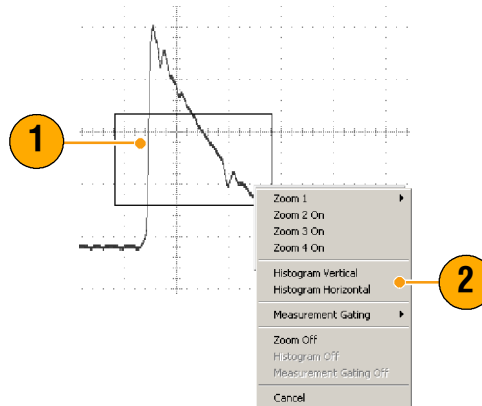 1
Zoom 1
Zoom 2 On
Zoom 3 On
Zoom 4 On
Histogram Vertical
Histogram Horizontal
2
Measurement Gating
Zoom Off
Histogram Off
Measurement Gating Off
Cancel